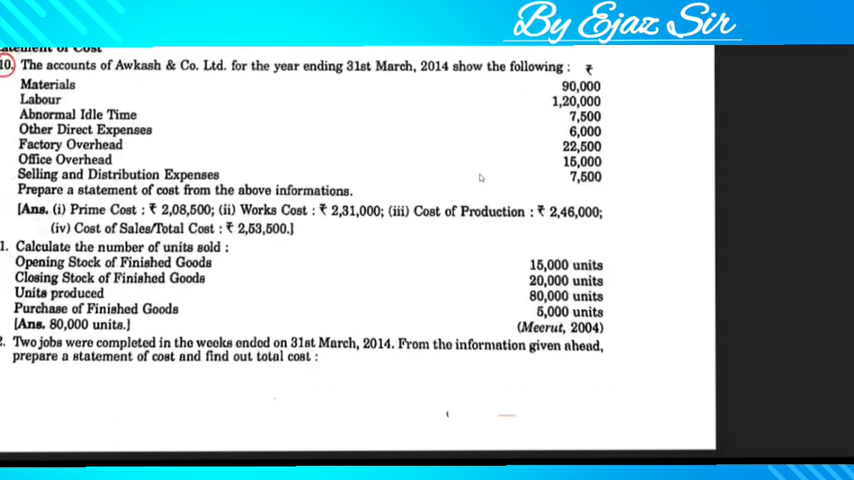 By Ejaz Sir
atement of Cost
10. The accounts of Awkash & Co. Ltd. for the year ending 31st March, 2014 show the following : ₹
Materials 90,000
Labour 1,20,000
Abnormal Idle Time 7,500
Other Direct Expenses 6,000
Factory Overhead 22,500
Office Overhead 15,000
Selling and Distribution Expenses 7,500
Prepare a statement of cost from the above informations.
[Ans. (i) Prime Cost : ₹ 2,08,500; (ii) Works Cost : ₹ 2,31,000; (iii) Cost of Production : ₹ 2,46,000;
(iv) Cost of Sales/Total Cost : ₹ 2,53,500.]
1. Calculate the number of units sold :
Opening Stock of Finished Goods 15,000 units
Closing Stock of Finished Goods 20,000 units
Units produced 80,000 units
Purchase of Finished Goods 5,000 units
[Ans. 80,000 units.] (Meerut, 2004)
2. Two jobs were completed in the weeks ended on 31st March, 2014. From the information given ahead,
prepare a statement of cost and find out total cost :